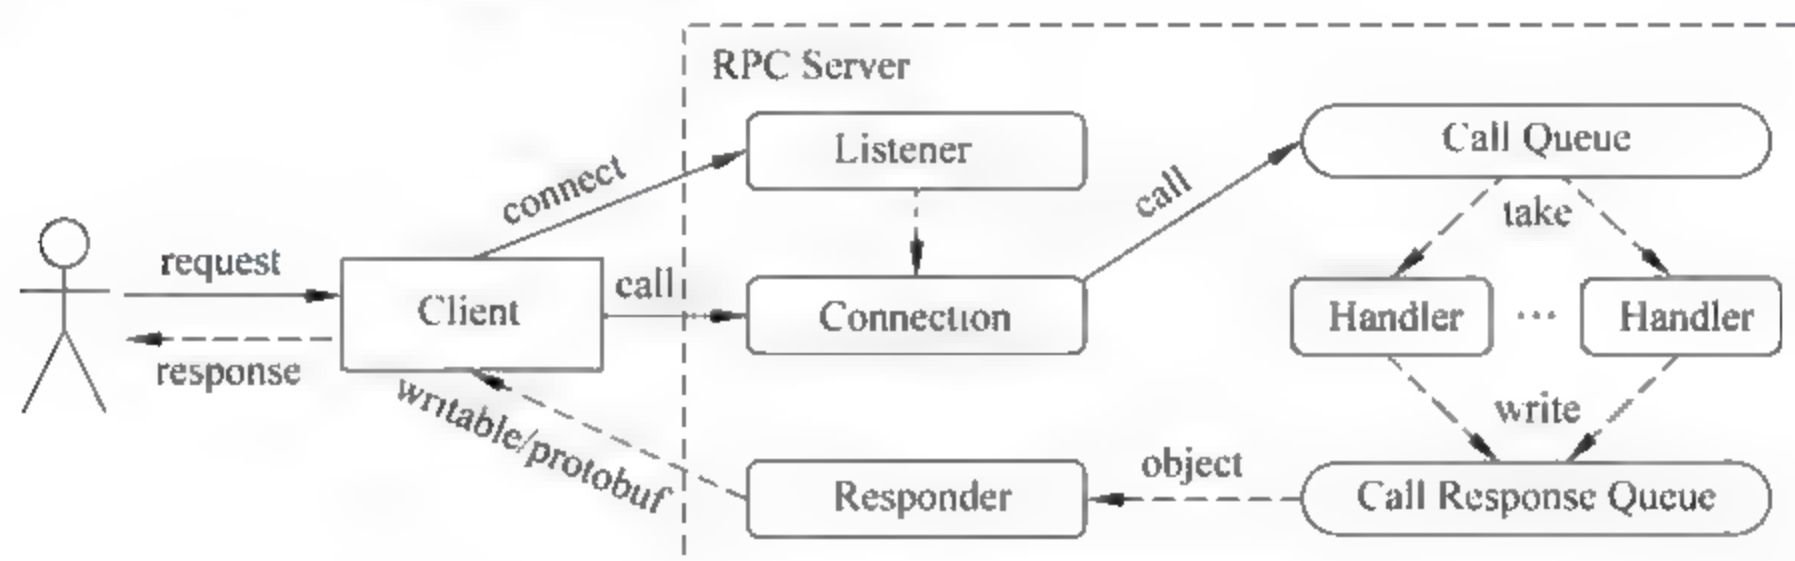 RPC Server
Listener
Call Queue
connect
call
take
request
Client
call
Connection
Handler
...
Handler
response
writable/protobuf
write
object
Responder
Call Response Queue